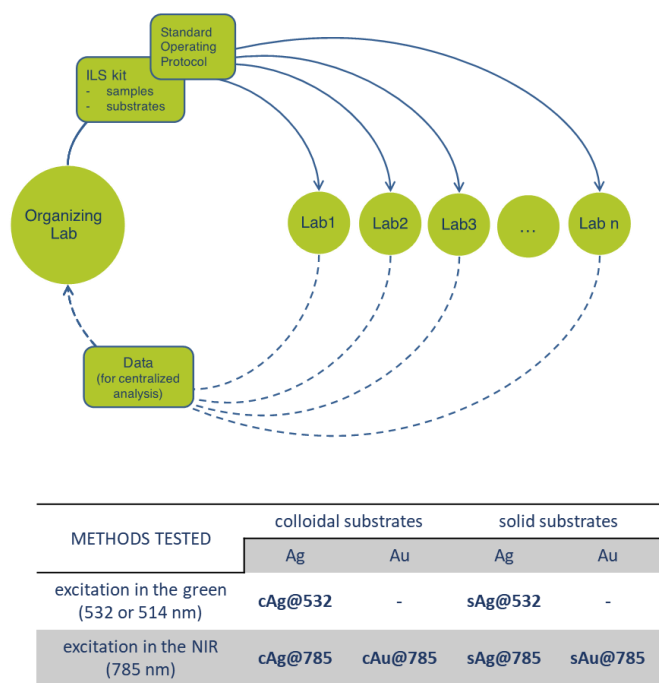 Standard
Operating
Protocol
ILS kit
- samples
- substrates
Organizing
Lab
Lab1
Lab2
Lab3
...
Lab n
Data
(for centralized
analysis)
METHODS TESTED
colloidal substrates
solid substrates
Ag
Au
Ag
Au
excitation in the green
(532 or 514 nm)
cAg@532
-
sAg@532
-
excitation in the NIR
(785 nm)
cAg@785
cAu@785
sAg@785
sAu@785